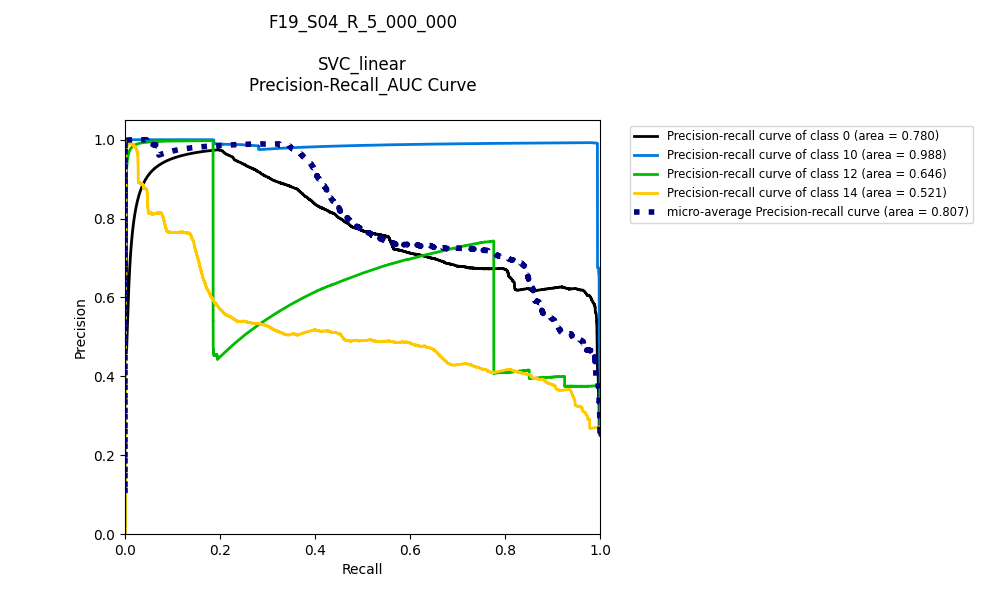 F19_S04_R_5_000_000
SVC_linear
Precision-Recall_AUC Curve
Precision
1.0
0.8
0.6
0.4
0.2
0.0
0.0 0.2 0.4 0.6 0.8 1.0
Recall
Precision-recall curve of class 0 (area = 0.780)
Precision-recall curve of class 10 (area = 0.988)
Precision-recall curve of class 12 (area = 0.646)
Precision-recall curve of class 14 (area = 0.521)
micro-average Precision-recall curve (area = 0.807)